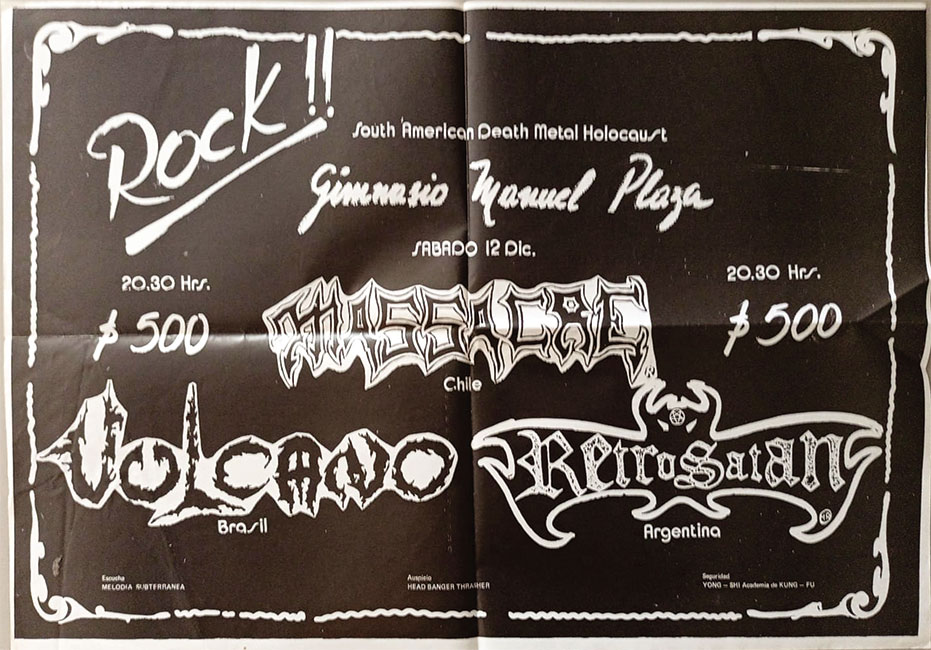 Rock!!
South American Death Metal Holocaust
Gimnasio Manuel Plaza
SABADO 12 Dic.
20.30 Hrs.
$ 500
20.30 Hrs.
$ 500
MASSACRE
Chile
Vulcano
Brasil
RetroSatan
Argentina
Escucha
MELODIA SUBTERRANEA
Auspicio
HEAD BANGER THRASHER
Seguridad
YONG – SHI Academia de KUNG – FU